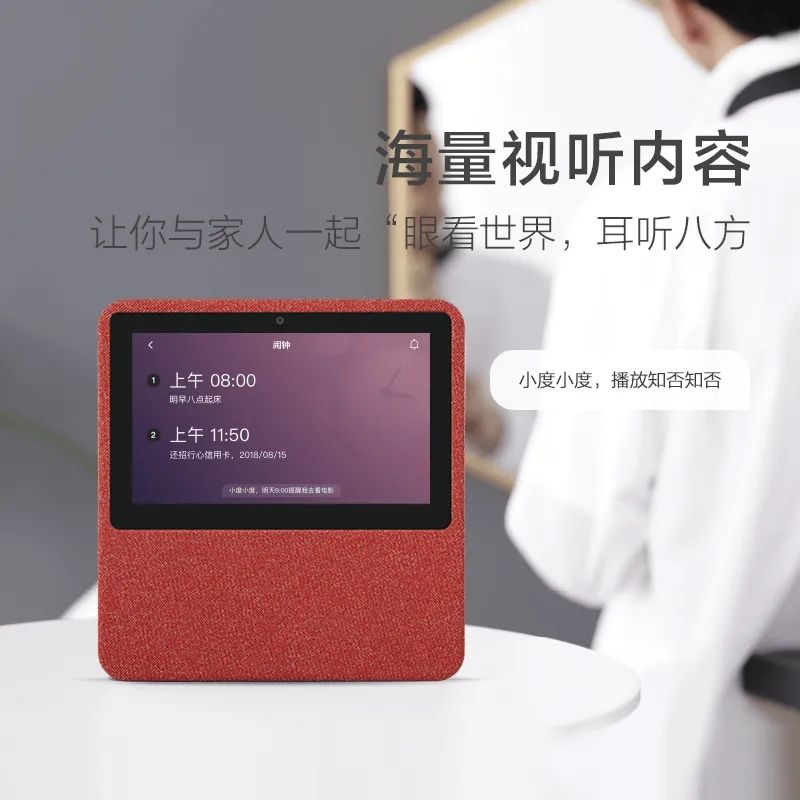 海量视听内容
让你与家人一起“眼看世界，耳听八方
闹钟
1 上午 08:00
明早八点起床
2 上午 11:50
还招行心信用卡，2018/08/15
小度小度，明天9:00提醒我去看电影
小度小度，播放知否知否